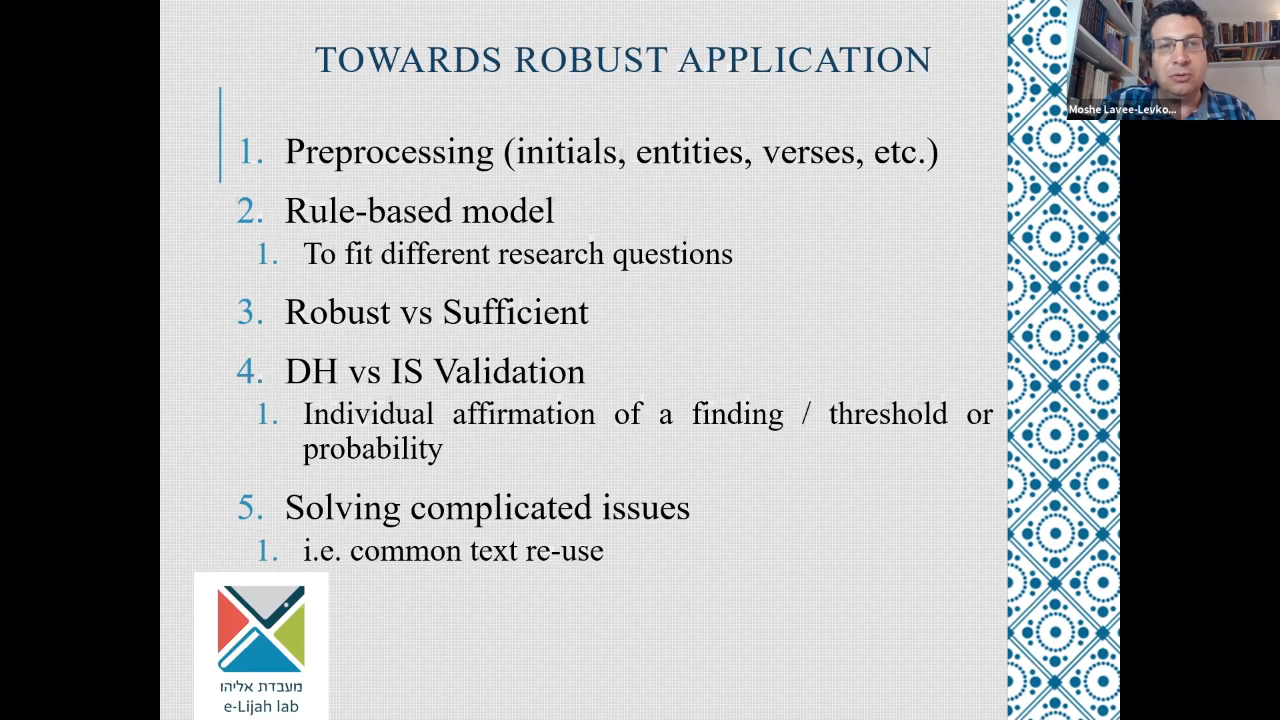 TOWARDS ROBUST APPLICATION
Moshe Lavee-Leyko...
1. Preprocessing (initials, entities, verses, etc.)
2. Rule-based model
1. To fit different research questions
3. Robust vs Sufficient
4. DH vs IS Validation
1. Individual affirmation of a finding / threshold or
probability
5. Solving complicated issues
1. i.e. common text re-use
מעבדת אליהו
e-Lijah lab